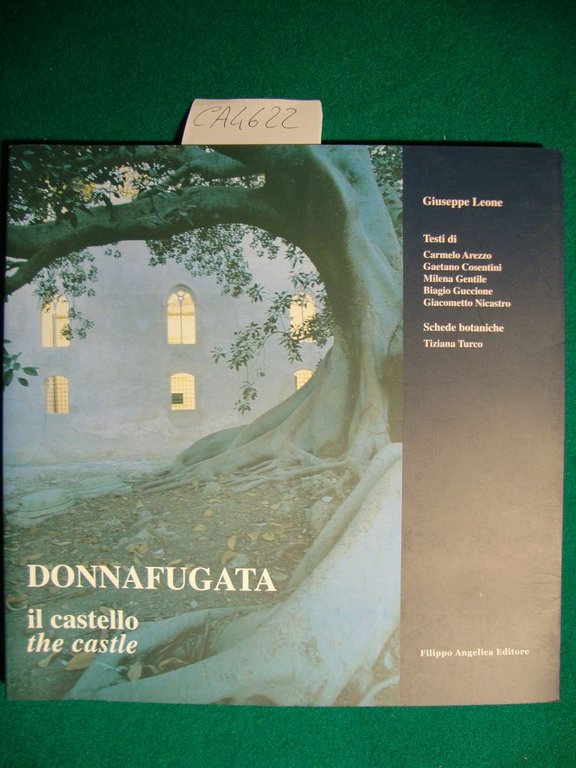 CA4622
Giuseppe Leone
Testi di
Carmelo Arezzo
Gaetano Cosentini
Milena Gentile
Biagio Guccione
Giacometto Nicastro
Schede botaniche
Tiziana Turco
DONNAFUGATA
il castello
the castle
Filippo Angelica Editore